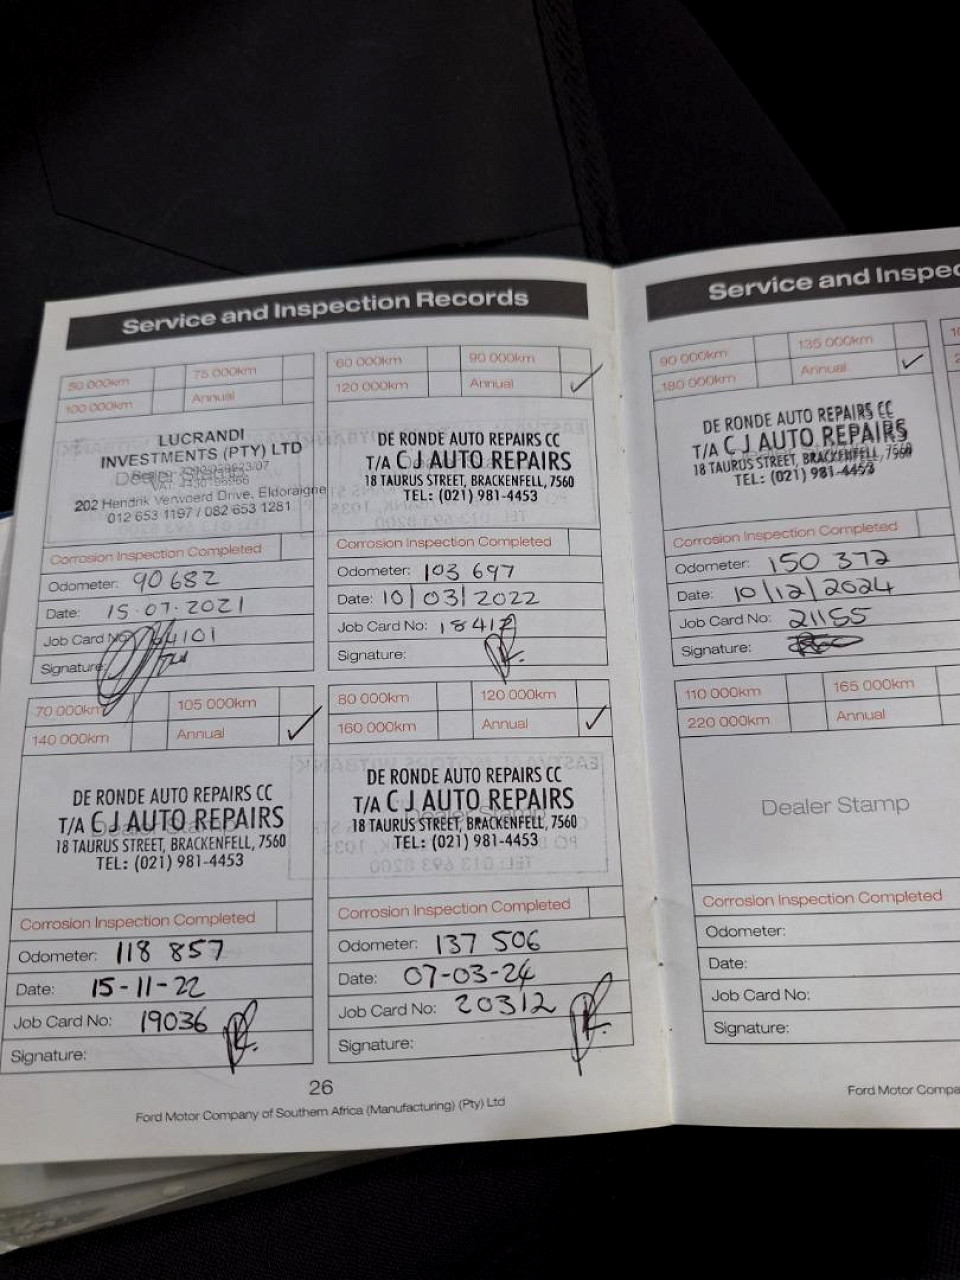 Service and Inspection Records
50 000km 75 000km
100 000km Annual
LUCRANDI
INVESTMENTS (PTY) LTD
202 Hendrik Verwoerd Drive, Eldoraigne
012 653 1197 / 082 653 1281
Corrosion Inspection Completed
Odometer: 90 682
Date: 15-07-2021
Job Card No:
Signature:
60 000km 90 000km
120 000km Annual ✓
DE RONDE AUTO REPAIRS CC
T/A C J AUTO REPAIRS
18 TAURUS STREET, BRACKENFELL, 7560
TEL: (021) 981-4453
Corrosion Inspection Completed
Odometer: 103 697
Date: 10/03/2022
Job Card No: 18417
Signature:
70 000km 105 000km
140 000km Annual ✓
DE RONDE AUTO REPAIRS CC
T/A C J AUTO REPAIRS
18 TAURUS STREET, BRACKENFELL, 7560
TEL: (021) 981-4453
Corrosion Inspection Completed
Odometer: 118 857
Date: 15-11-22
Job Card No: 19036
Signature:
80 000km 120 000km
160 000km Annual ✓
DE RONDE AUTO REPAIRS CC
T/A C J AUTO REPAIRS
18 TAURUS STREET, BRACKENFELL, 7560
TEL: (021) 981-4453
Corrosion Inspection Completed
Odometer: 137 506
Date: 07-03-24
Job Card No: 20312
Signature:
26
Ford Motor Company of Southern Africa (Manufacturing) (Pty) Ltd
Service and Inspec
90 000km 135 000km
180 000km Annual ✓
DE RONDE AUTO REPAIRS CC
T/A C J AUTO REPAIRS
18 TAURUS STREET, BRACKENFELL, 7560
TEL: (021) 981-4453
Corrosion Inspection Completed
Odometer: 150 372
Date: 10/12/2024
Job Card No: 21155
Signature:
110 000km 165 000km
220 000km Annual
Dealer Stamp
Corrosion Inspection Completed
Odometer:
Date:
Job Card No:
Signature:
Ford Motor Compa